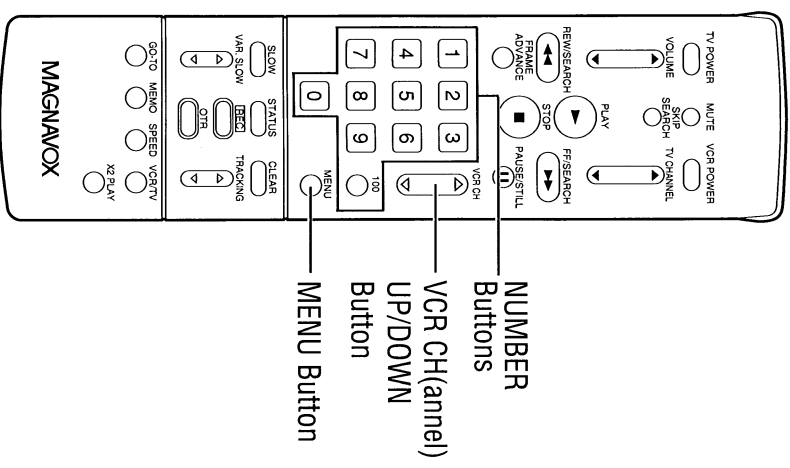 TV POWER
MUTE
VCR POWER
VOLUME
SKIP
SEARCH
TV CHANNEL
PLAY
REW/SEARCH
FF/SEARCH
STOP
FRAME
ADVANCE
PAUSE/STILL
1 2 3
VCR CH
4 5 6
7 8 9
100
0
MENU
SLOW
STATUS
CLEAR
VAR. SLOW
REC
TRACKING
OTR
GO-TO
MEMO
SPEED
VCR/TV
X2 PLAY
MAGNAVOX
NUMBER
Buttons
VCR CH(annel)
UP/DOWN
Button
MENU Button